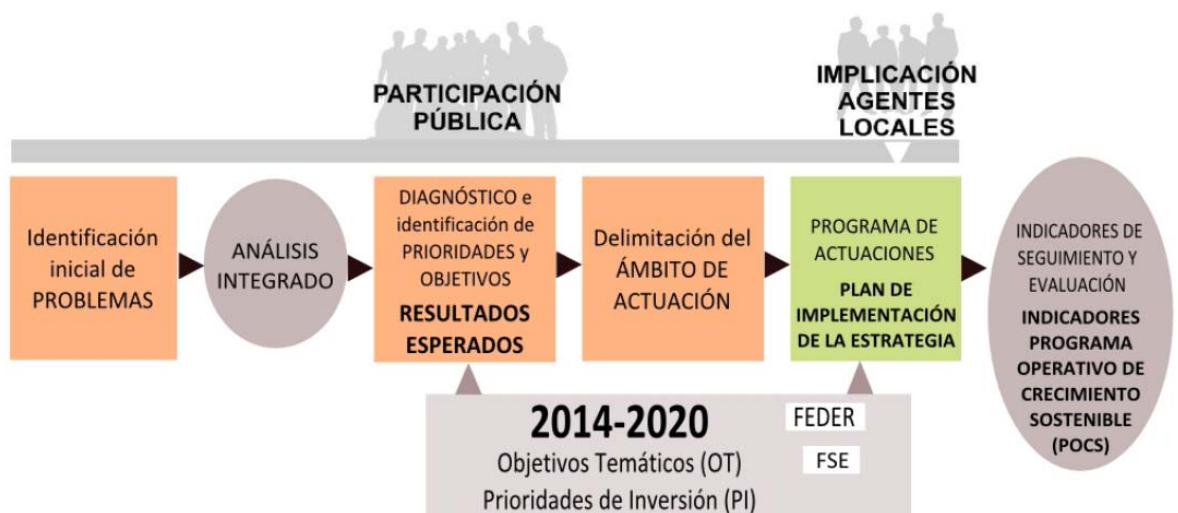 PARTICIPACIÓN
PÚBLICA
IMPLICACIÓN
AGENTES
LOCALES
Identificación
inicial de
PROBLEMAS
ANÁLISIS
INTEGRADO
DIAGNÓSTICO e
identificación de
PRIORIDADES y
OBJETIVOS
RESULTADOS
ESPERADOS
Delimitación del
ÁMBITO DE
ACTUACIÓN
PROGRAMA DE
ACTUACIONES
PLAN DE
IMPLEMENTACIÓN
DE LA ESTRATEGIA
INDICADORES DE
SEGUIMIENTO Y
EVALUACIÓN
INDICADORES
PROGRAMA
OPERATIVO DE
CRECIMIENTO
SOSTENIBLE
(POCS)
2014-2020
Objetivos Temáticos (OT)
Prioridades de Inversión (PI)
FEDER
FSE